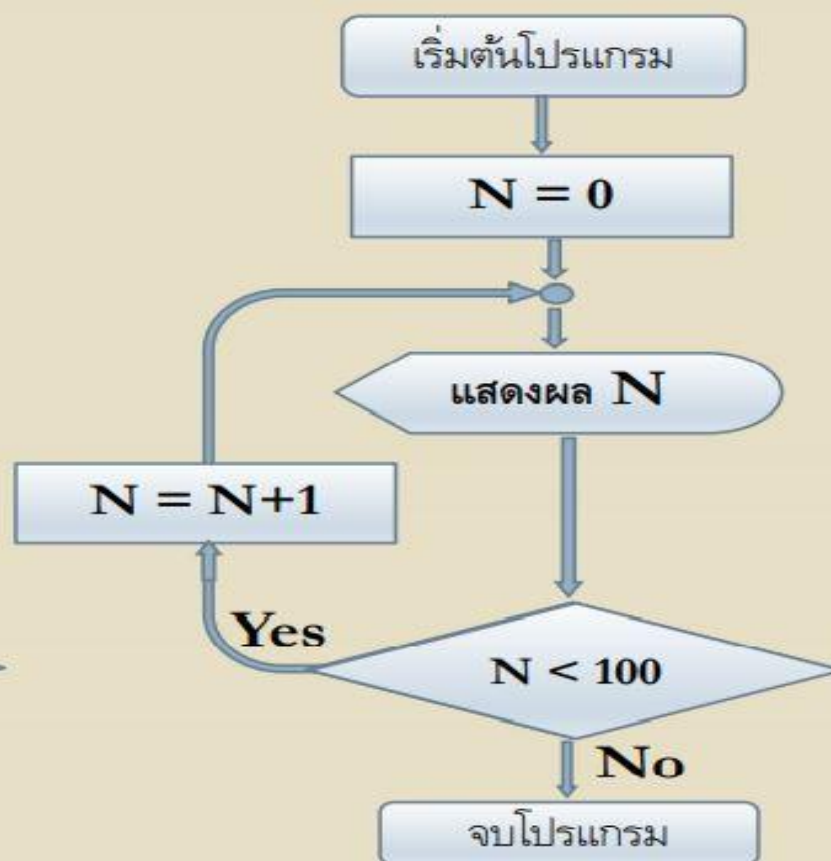 เริ่มต้นโปรแกรม
N = 0
แสดงผล N
N = N+1
Yes
N < 100
No
จบโปรแกรม